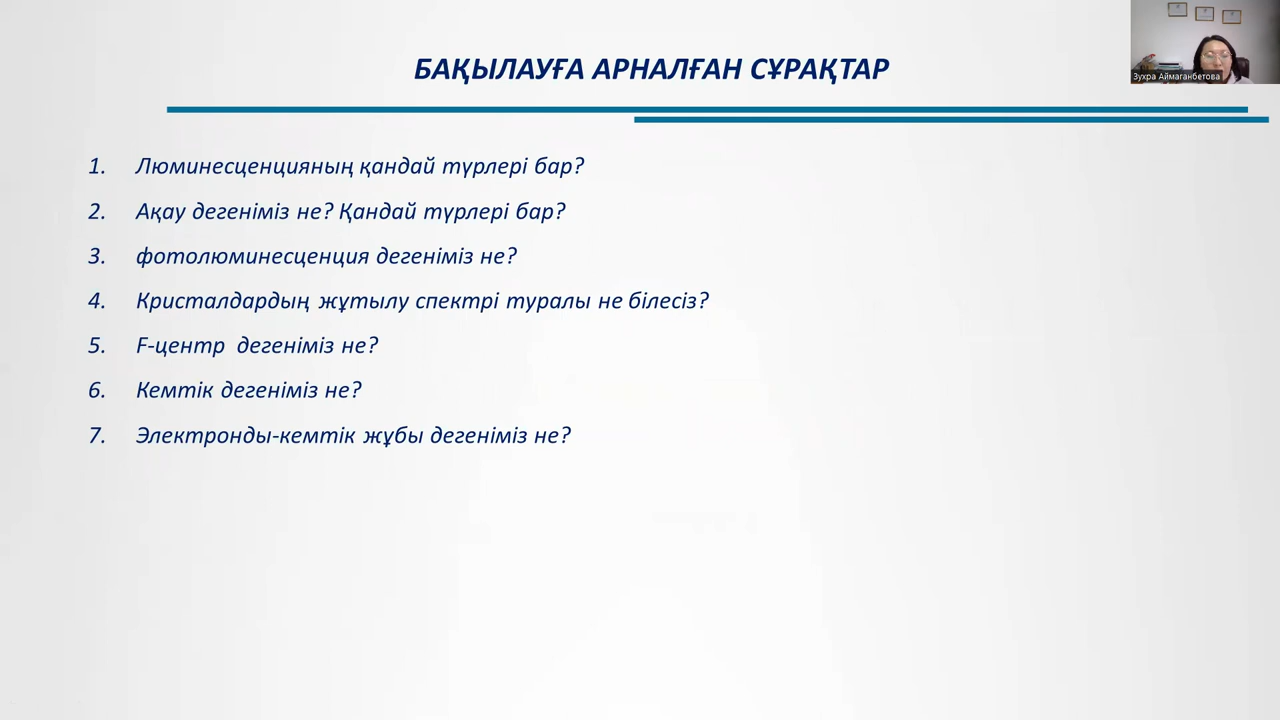 БАҚЫЛАУҒА АРНАЛҒАН СҰРАҚТАР
Зухра Аймаганбетова
1. Люминесценцияның қандай түрлері бар?
2. Ақау дегеніміз не? Қандай түрлері бар?
3. фотолюминесценция дегеніміз не?
4. Кристалдардың жұтылу спектрі туралы не білесіз?
5. F-центр дегеніміз не?
6. Кемтік дегеніміз не?
7. Электронды-кемтік жұбы дегеніміз не?